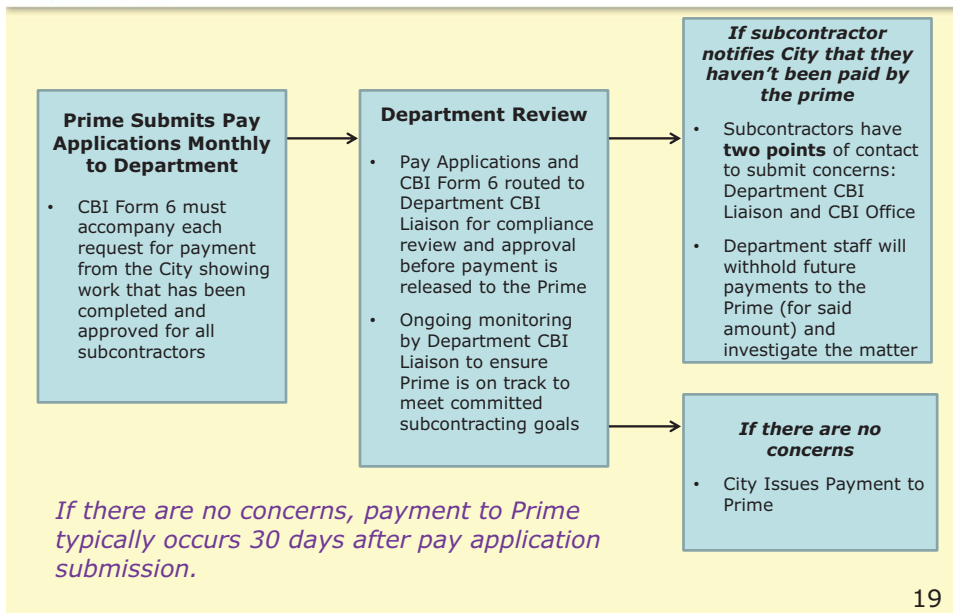 Prime Submits Pay
Applications Monthly
to Department
• CBI Form 6 must
accompany each
request for payment
from the City showing
work that has been
completed and
approved for all
subcontractors
Department Review
• Pay Applications and
CBI Form 6 routed to
Department CBI
Liaison for compliance
review and approval
before payment is
released to the Prime
• Ongoing monitoring
by Department CBI
Liaison to ensure
Prime is on track to
meet committed
subcontracting goals
If subcontractor
notifies City that they
haven’t been paid by
the prime
• Subcontractors have
two points of contact
to submit concerns:
Department CBI
Liaison and CBI Office
• Department staff will
withhold future
payments to the
Prime (for said
amount) and
investigate the matter
If there are no
concerns
• City Issues Payment to
Prime
If there are no concerns, payment to Prime
typically occurs 30 days after pay application
submission.
19